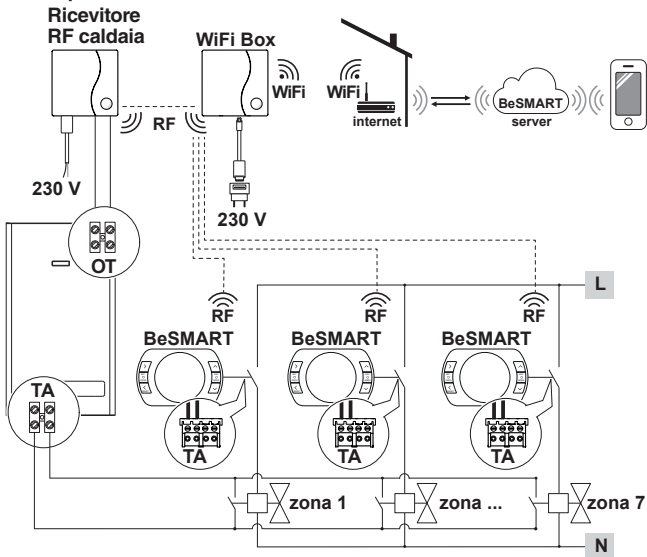 Ricevitore
RF caldaia
WiFi Box
WiFi
WiFi
internet
BeSMART
server
RF
230 V
230 V
OT
L
RF
RF
RF
BeSMART
BeSMART
BeSMART
TA
TA
TA
TA
zona 1
zona ...
zona 7
N